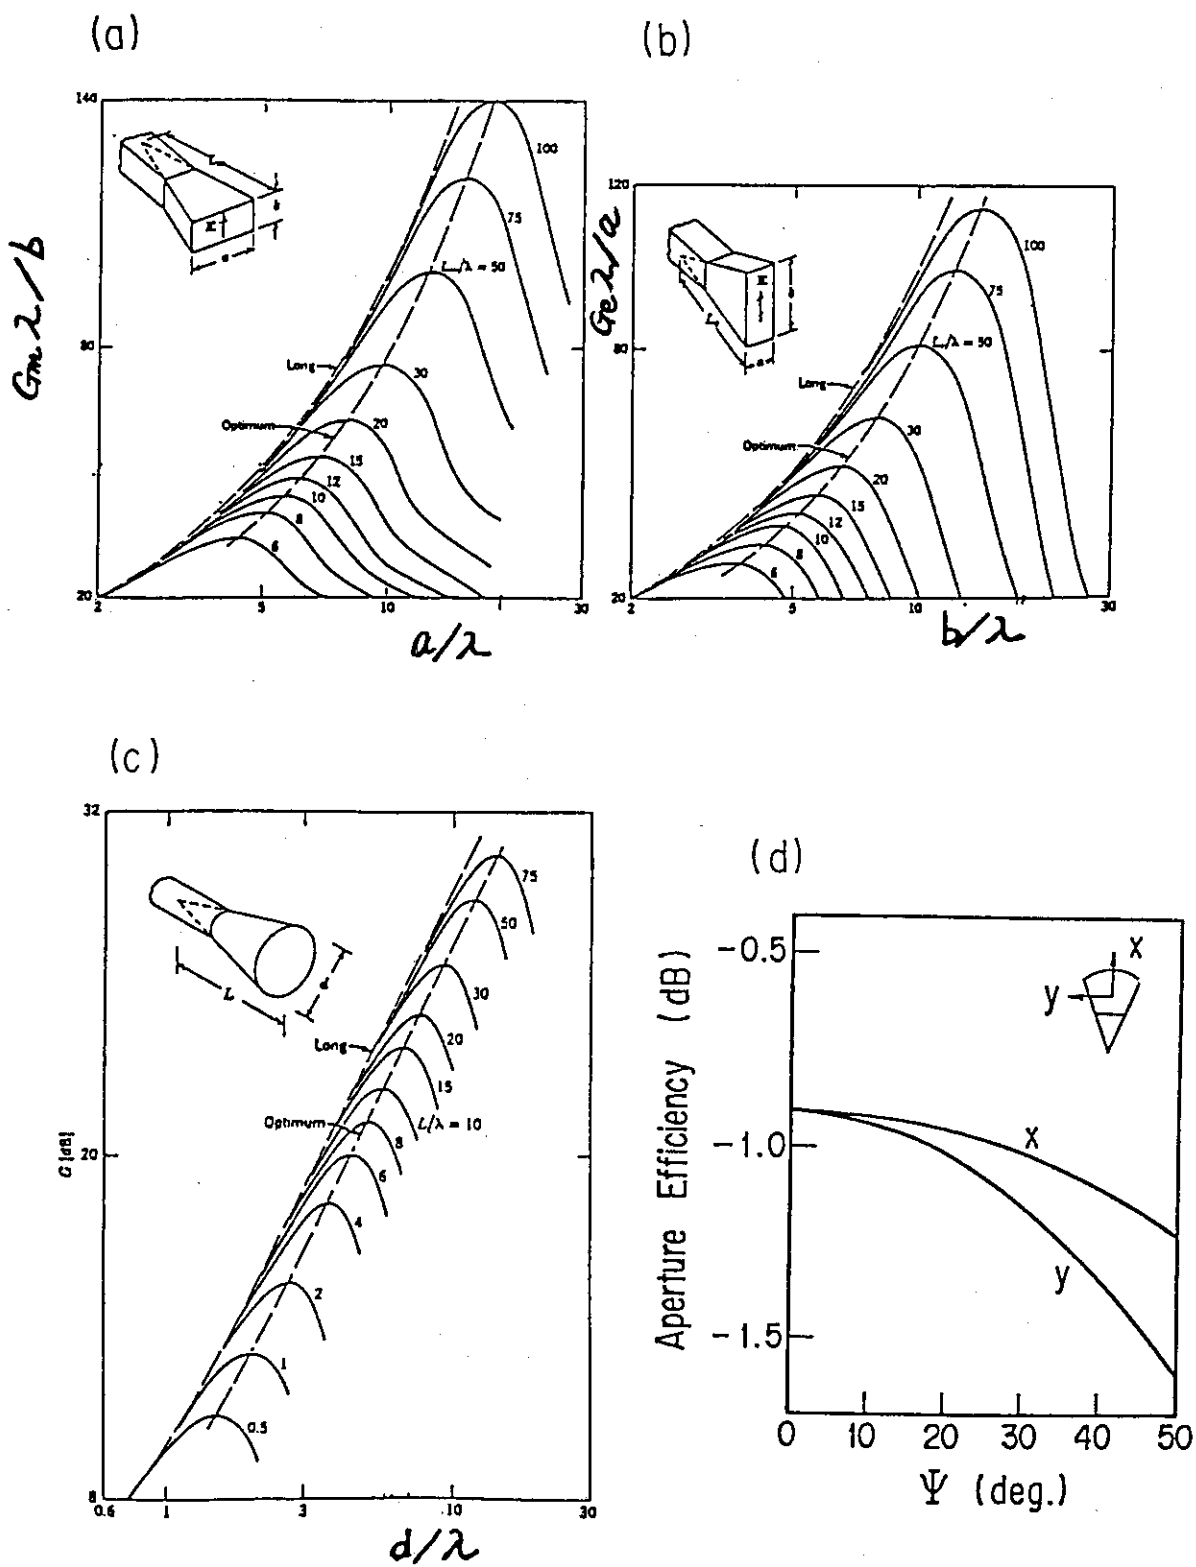 (a)
(b)
Gmλ/b
140
80
20
L
b
E
a
100
75
Lₘ/λ = 50
30
20
15
12
10
8
6
Long
Optimum
2
5
10
30
a/λ
Geλ/a
120
80
20
L
E
b
a
100
75
L/λ = 50
30
20
15
12
10
8
6
Long
Optimum
2
5
10
30
b/λ
(c)
G [dB]
32
20
8
L
d
75
50
30
20
15
L/λ = 10
8
6
4
2
1
0.5
Long
Optimum
0.6
1
3
10
30
d/λ
(d)
Aperture Efficiency (dB)
-0.5
-1.0
-1.5
x
y
x
y
0
10
20
30
40
50
Ψ (deg.)